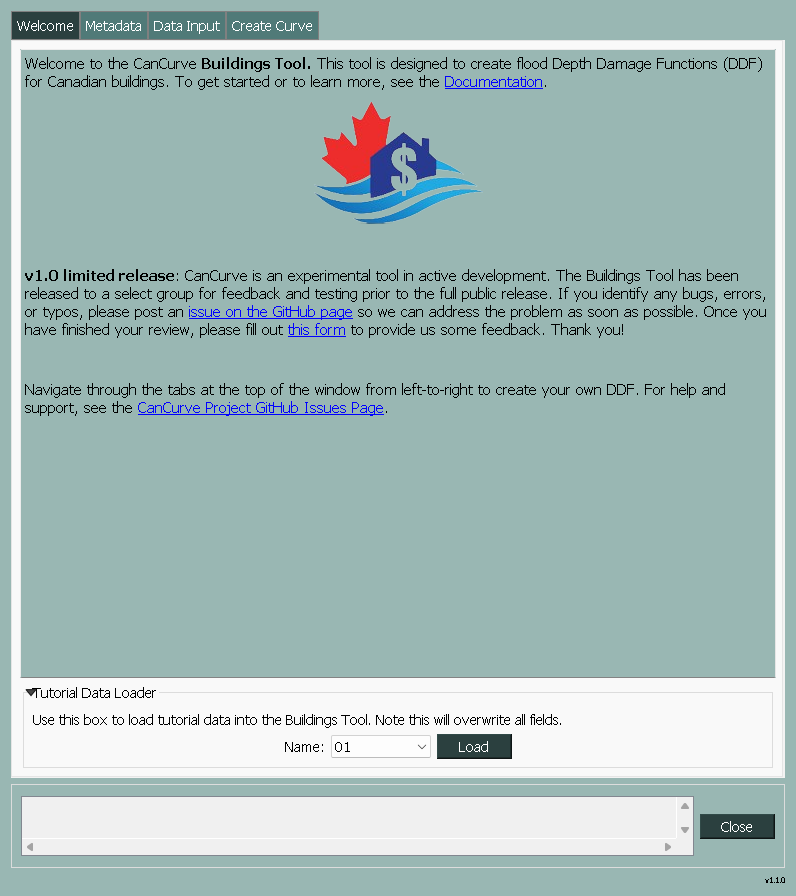 Welcome Metadata Data Input Create Curve
Welcome to the CanCurve Buildings Tool. This tool is designed to create flood Depth Damage Functions (DDF)
for Canadian buildings. To get started or to learn more, see the Documentation.
$
v1.0 limited release: CanCurve is an experimental tool in active development. The Buildings Tool has been
released to a select group for feedback and testing prior to the full public release. If you identify any bugs, errors,
or typos, please post an issue on the GitHub page so we can address the problem as soon as possible. Once you
have finished your review, please fill out this form to provide us some feedback. Thank you!
Navigate through the tabs at the top of the window from left-to-right to create your own DDF. For help and
support, see the CanCurve Project GitHub Issues Page.
Tutorial Data Loader
Use this box to load tutorial data into the Buildings Tool. Note this will overwrite all fields.
Name: 01 Load
Close
v1.1.0